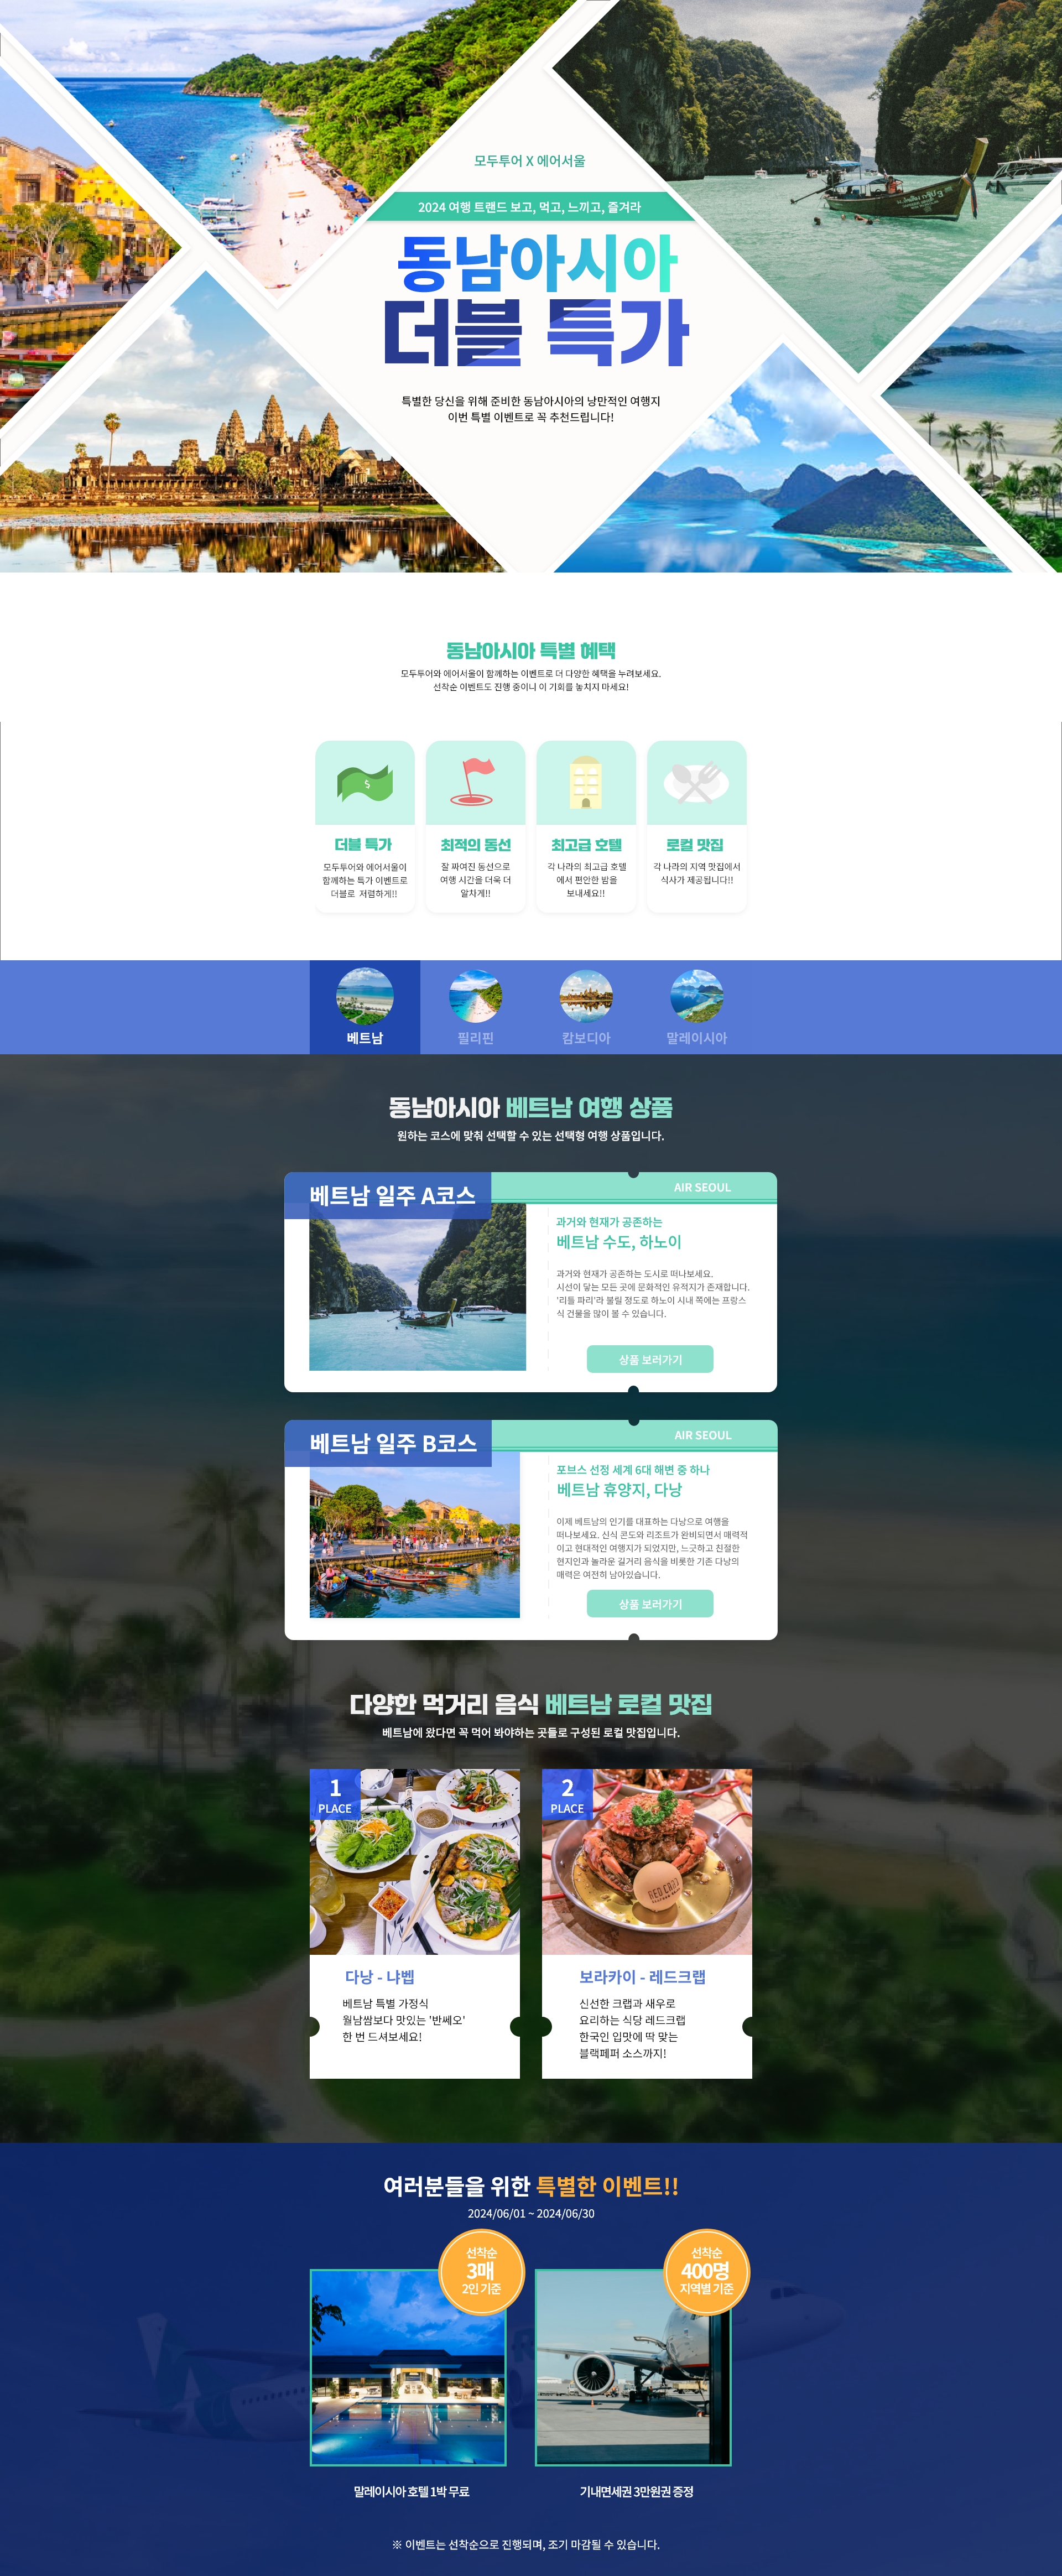 모두투어 X 에어서울
2024 여행 트랜드 보고, 먹고, 느끼고, 즐겨라
동남아시아
더블 특가
특별한 당신을 위해 준비한 동남아시아의 낭만적인 여행지
이번 특별 이벤트로 꼭 추천드립니다!
동남아시아 특별 혜택
모두투어와 에어서울이 함께하는 이벤트로 더 다양한 혜택을 누려보세요.
선착순 이벤트도 진행 중이니 이 기회를 놓치지 마세요!
$
더블 특가
모두투어와 에어서울이
함께하는 특가 이벤트로
더블로 저렴하게!!
최적의 동선
잘 짜여진 동선으로
여행 시간을 더욱 더
알차게!!
최고급 호텔
각 나라의 최고급 호텔
에서 편안한 밤을
보내세요!!
로컬 맛집
각 나라의 지역 맛집에서
식사가 제공됩니다!!
베트남
필리핀
캄보디아
말레이시아
동남아시아 베트남 여행 상품
원하는 코스에 맞춰 선택할 수 있는 선택형 여행 상품입니다.
베트남 일주 A코스
AIR SEOUL
과거와 현재가 공존하는
베트남 수도, 하노이
과거와 현재가 공존하는 도시로 떠나보세요.
시선이 닿는 모든 곳에 문화적인 유적지가 존재합니다.
'리틀 파리'라 불릴 정도로 하노이 시내 쪽에는 프랑스
식 건물을 많이 볼 수 있습니다.
상품 보러가기
베트남 일주 B코스
AIR SEOUL
포브스 선정 세계 6대 해변 중 하나
베트남 휴양지, 다낭
이제 베트남의 인기를 대표하는 다낭으로 여행을
떠나보세요. 신식 콘도와 리조트가 완비되면서 매력적
이고 현대적인 여행지가 되었지만, 느긋하고 친절한
현지인과 놀라운 길거리 음식을 비롯한 기존 다낭의
매력은 여전히 남아있습니다.
상품 보러가기
다양한 먹거리 음식 베트남 로컬 맛집
베트남에 왔다면 꼭 먹어 봐야하는 곳들로 구성된 로컬 맛집입니다.
1
PLACE
다낭 - 냐벱
베트남 특별 가정식
월남쌈보다 맛있는 '반쎄오'
한 번 드셔보세요!
2
PLACE
RED CRAB
보라카이 - 레드크랩
신선한 크랩과 새우로
요리하는 식당 레드크랩
한국인 입맛에 딱 맞는
블랙페퍼 소스까지!
여러분들을 위한 특별한 이벤트!!
2024/06/01 ~ 2024/06/30
선착순
3매
2인 기준
말레이시아 호텔 1박 무료
선착순
400명
지역별 기준
기내면세권 3만원권 증정
※ 이벤트는 선착순으로 진행되며, 조기 마감될 수 있습니다.